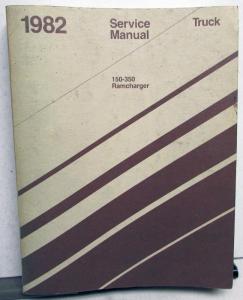 1982
Service
Manual
Truck
150-350
Ramcharger